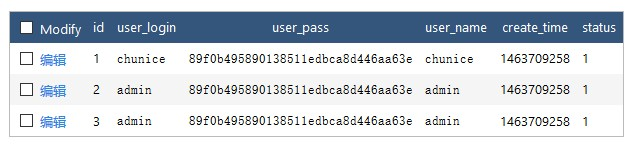 Modify id user_login user_pass user_name create_time status
编辑 1 chunice 89f0b495890138511edbca8d446aa63e chunice 1463709258 1
编辑 2 admin 89f0b495890138511edbca8d446aa63e admin 1463709258 1
编辑 3 admin 89f0b495890138511edbca8d446aa63e admin 1463709258 1